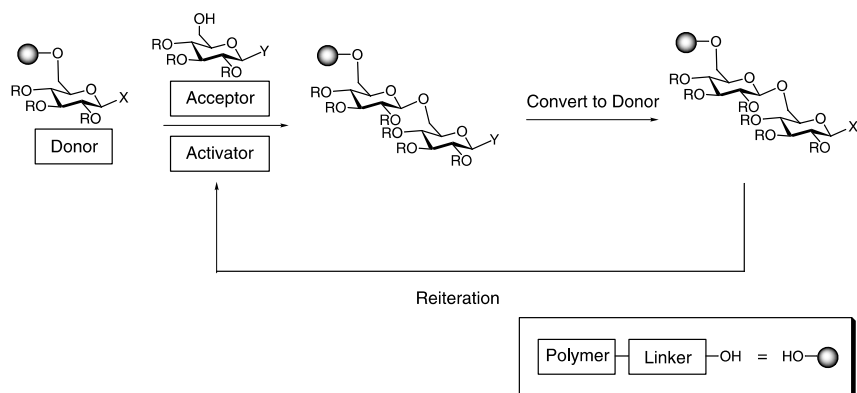 O
RO
RO
RO
O
X
Donor
OH
RO
RO
RO
O
Y
Acceptor
Activator
O
RO
RO
RO
O
O
RO
RO
RO
O
Y
Convert to Donor
O
RO
RO
RO
O
O
RO
RO
RO
O
X
Reiteration
Polymer Linker OH = HO